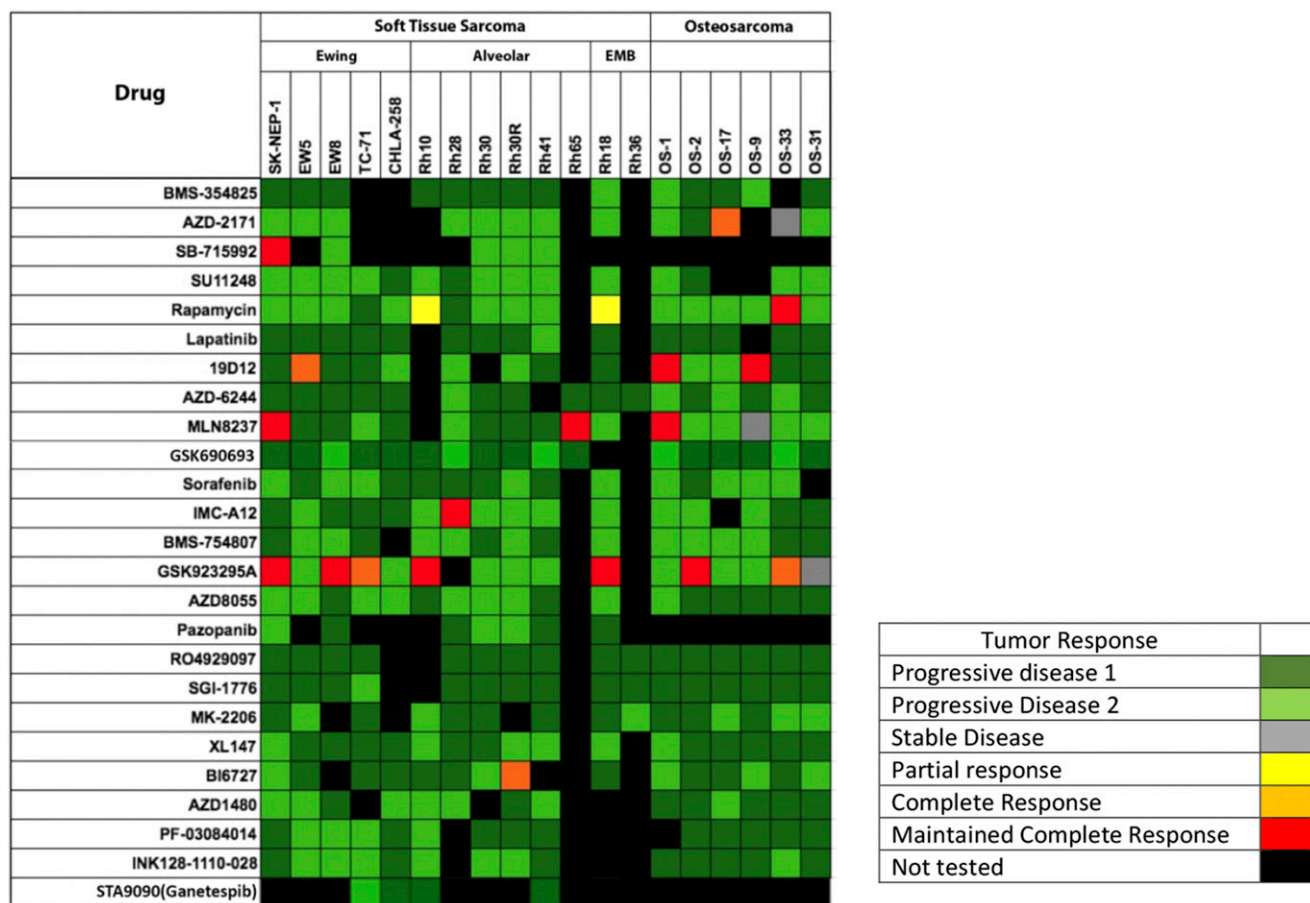 Soft Tissue Sarcoma Osteosarcoma
Ewing Alveolar EMB
Drug
SK-NEP-1 EW5 EW8 TC-71 CHLA-258 Rh10 Rh28 Rh30 Rh30R Rh41 Rh65 Rh18 Rh36 OS-1 OS-2 OS-17 OS-9 OS-33 OS-31
BMS-354825
AZD-2171
SB-715992
SU11248
Rapamycin
Lapatinib
19D12
AZD-6244
MLN8237
GSK690693
Sorafenib
IMC-A12
BMS-754807
GSK923295A
AZD8055
Pazopanib
RO4929097
SGI-1776
MK-2206
XL147
BI6727
AZD1480
PF-03084014
INK128-1110-028
STA9090(Ganetespib)
Tumor Response
Progressive disease 1
Progressive Disease 2
Stable Disease
Partial response
Complete Response
Maintained Complete Response
Not tested